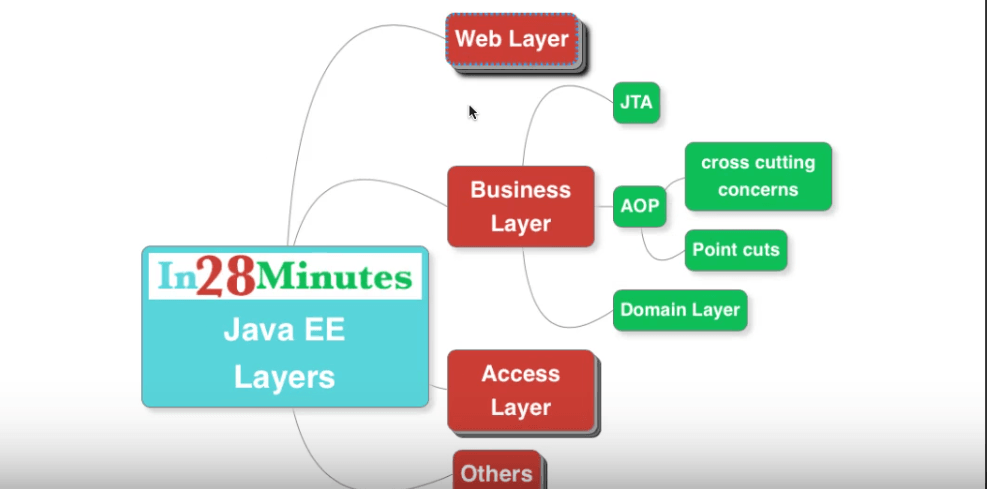 Web Layer
JTA
Business
Layer
AOP
cross cutting
concerns
Point cuts
Domain Layer
In28Minutes
Java EE
Layers
Access
Layer
Others